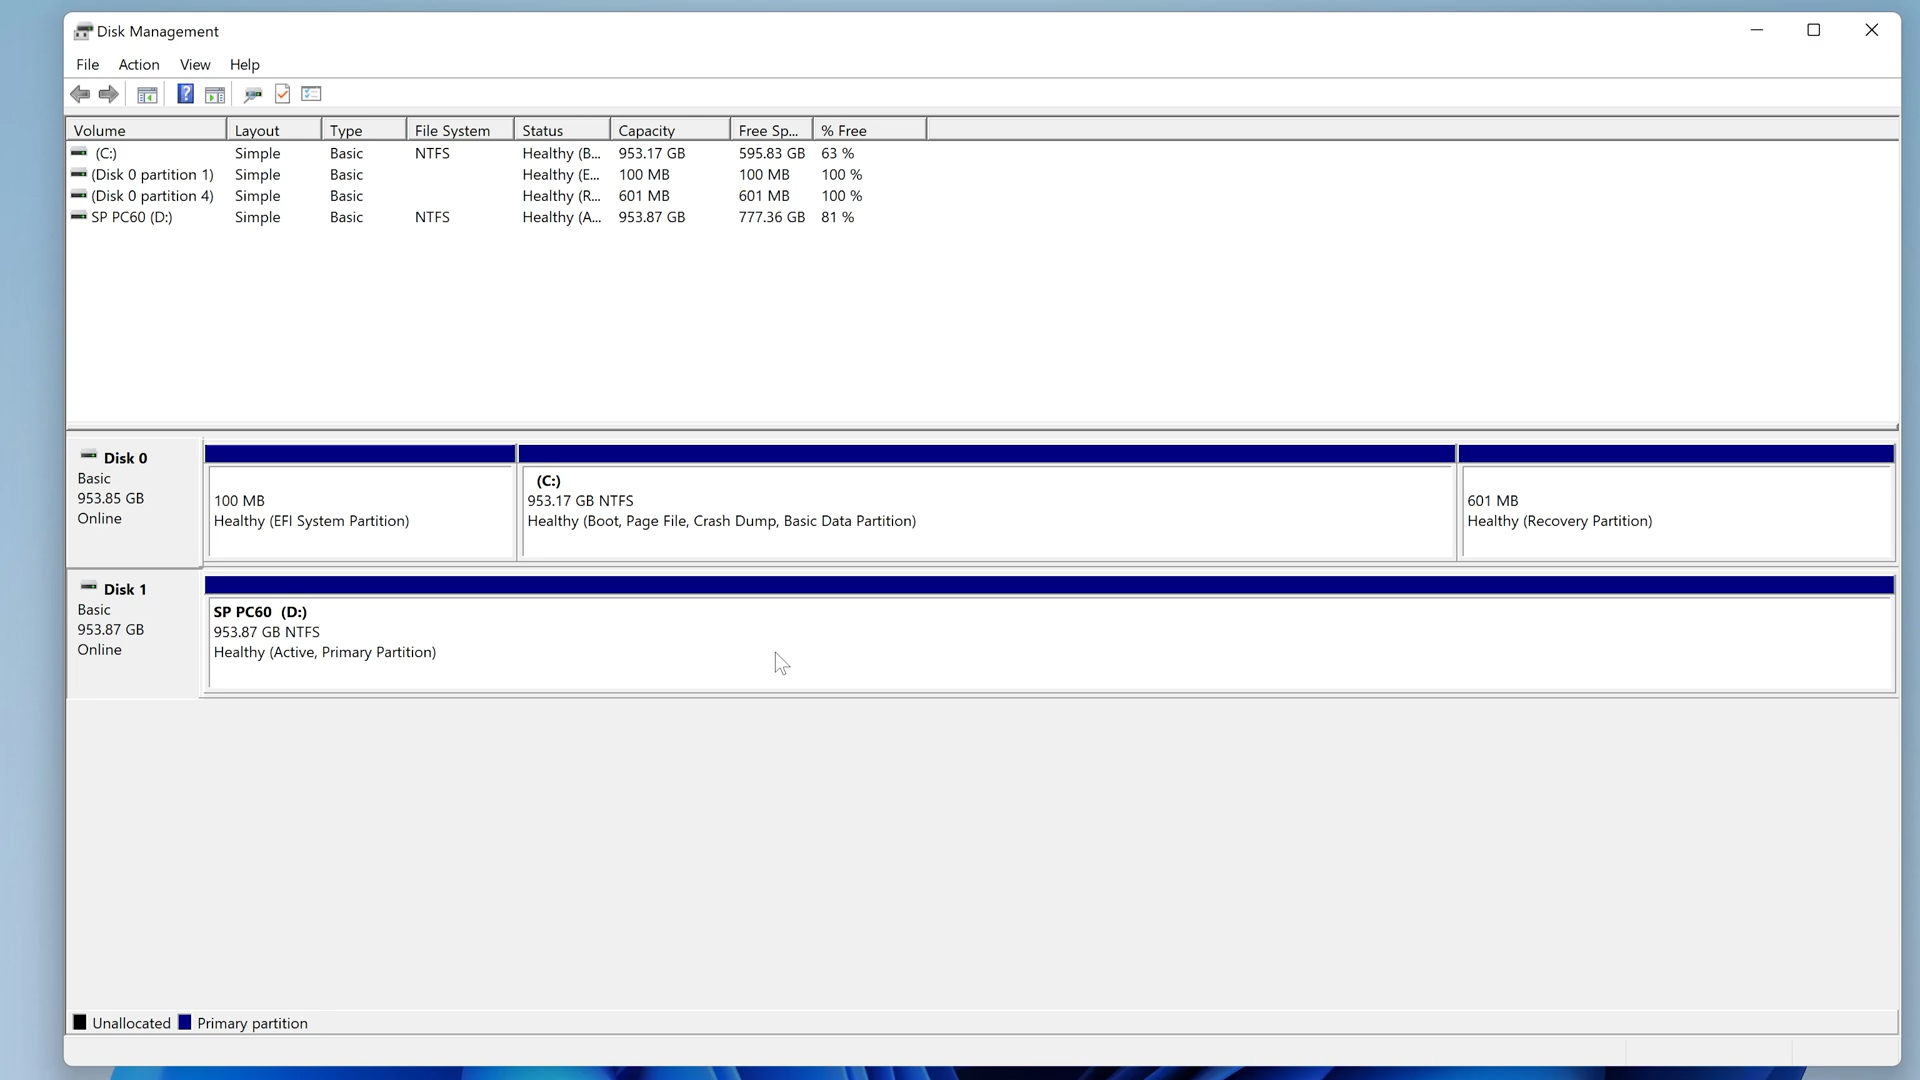 Disk Management
File Action View Help
Volume Layout Type File System Status Capacity Free Sp... % Free
(C:) Simple Basic NTFS Healthy (B... 953.17 GB 595.83 GB 63 %
(Disk 0 partition 1) Simple Basic Healthy (E... 100 MB 100 MB 100 %
(Disk 0 partition 4) Simple Basic Healthy (R... 601 MB 601 MB 100 %
SP PC60 (D:) Simple Basic NTFS Healthy (A... 953.87 GB 777.36 GB 81 %
Disk 0
Basic
953.85 GB
Online
100 MB
Healthy (EFI System Partition)
(C:)
953.17 GB NTFS
Healthy (Boot, Page File, Crash Dump, Basic Data Partition)
601 MB
Healthy (Recovery Partition)
Disk 1
Basic
953.87 GB
Online
SP PC60 (D:)
953.87 GB NTFS
Healthy (Active, Primary Partition)
Unallocated Primary partition